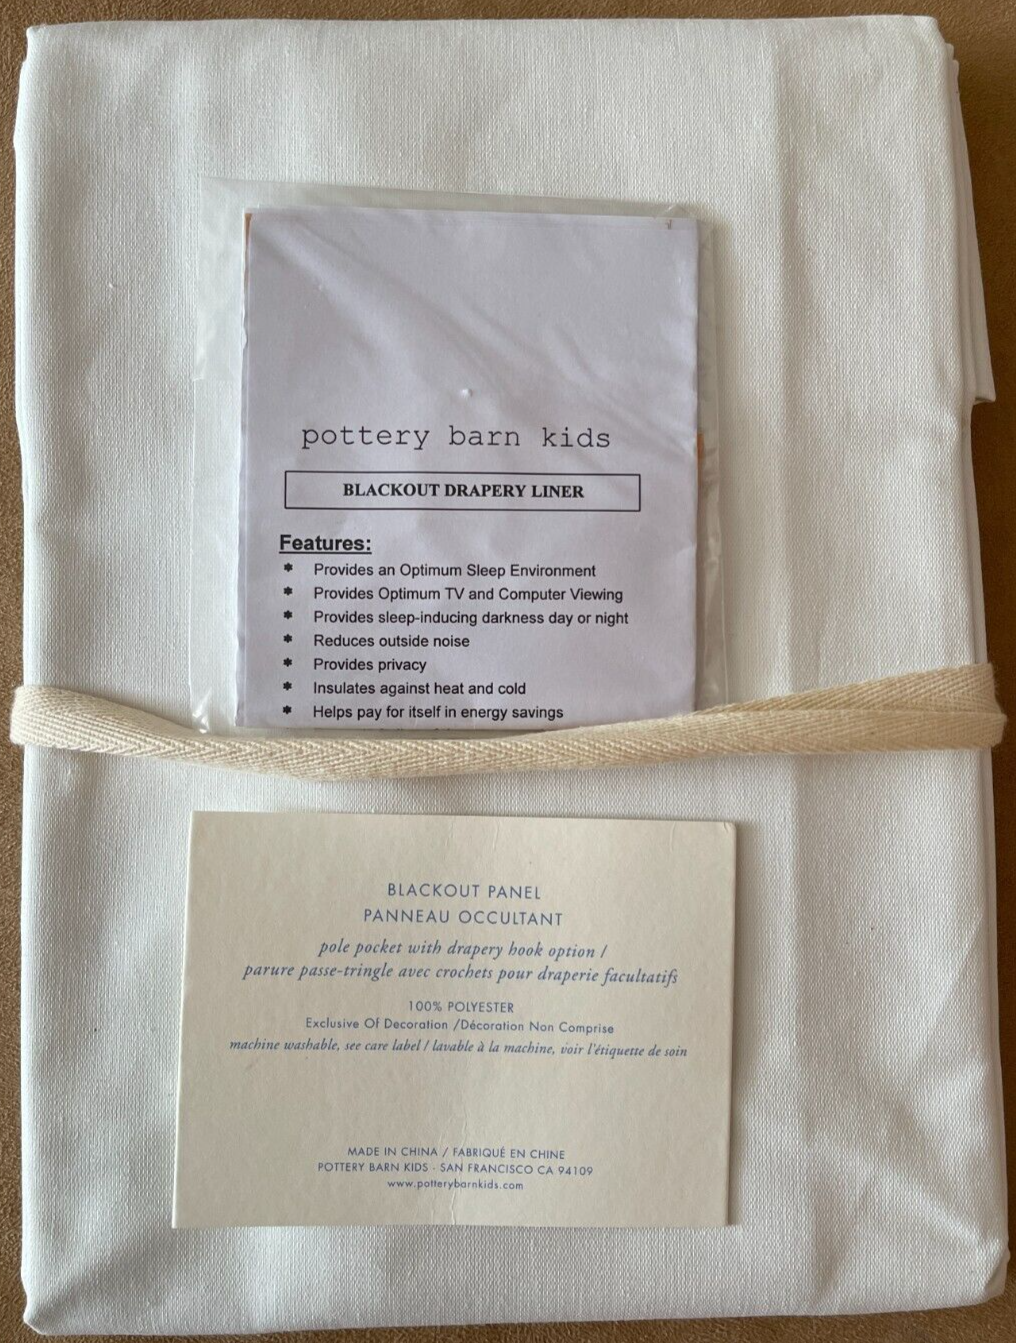 pottery barn kids
BLACKOUT DRAPERY LINER
Features:
* Provides an Optimum Sleep Environment
* Provides Optimum TV and Computer Viewing
* Provides sleep-inducing darkness day or night
* Reduces outside noise
* Provides privacy
* Insulates against heat and cold
* Helps pay for itself in energy savings
BLACKOUT PANEL
PANNEAU OCCULTANT
pole pocket with drapery hook option /
parure passe-tringle avec crochets pour draperie facultatifs
100% POLYESTER
Exclusive Of Decoration /Décoration Non Comprise
machine washable, see care label / lavable à la machine, voir l'étiquette de soin
MADE IN CHINA / FABRIQUÉ EN CHINE
POTTERY BARN KIDS · SAN FRANCISCO CA 94109
www.potterybarnkids.com